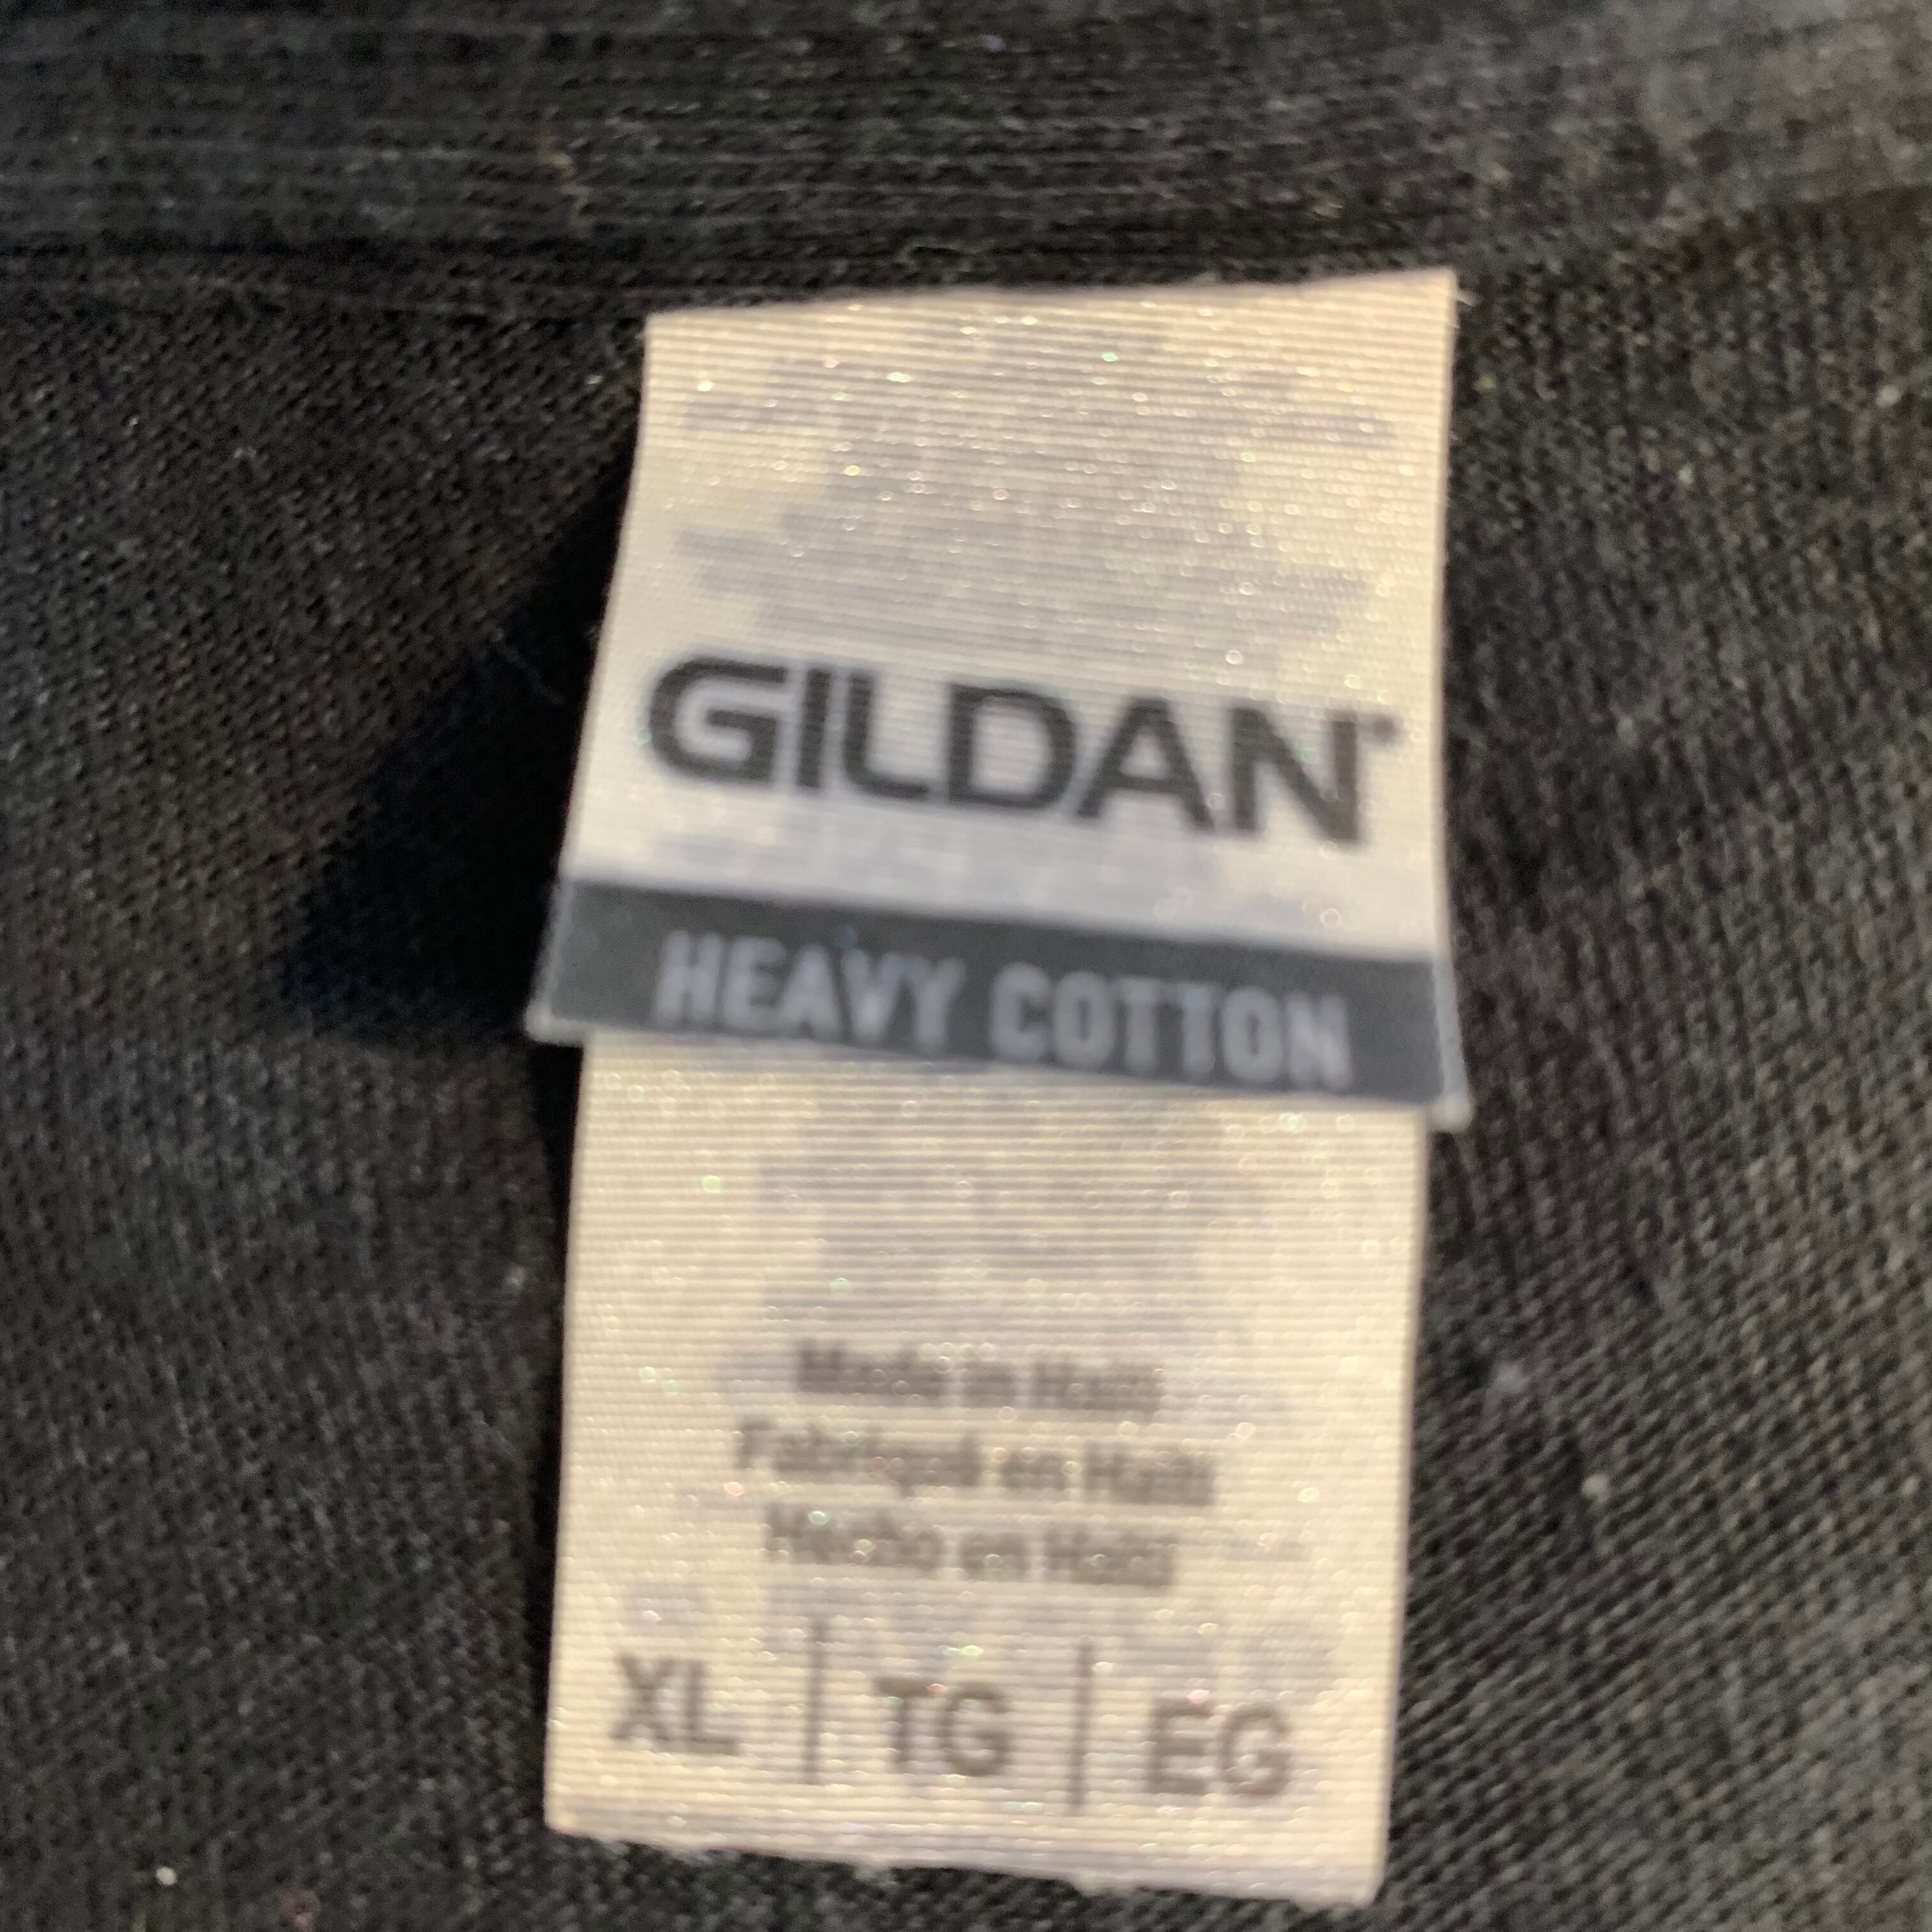 GILDAN
HEAVY COTTON
Made in Haiti
Fabriqué en Haïti
Hecho en Haití
XL | TG | EG